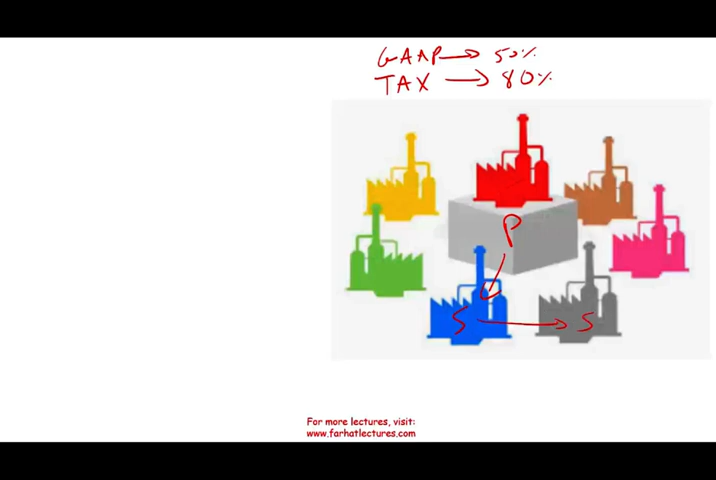 GAAP → 50%
TAX → 80%
P
S → S
For more lectures, visit:
www.farhatlectures.com